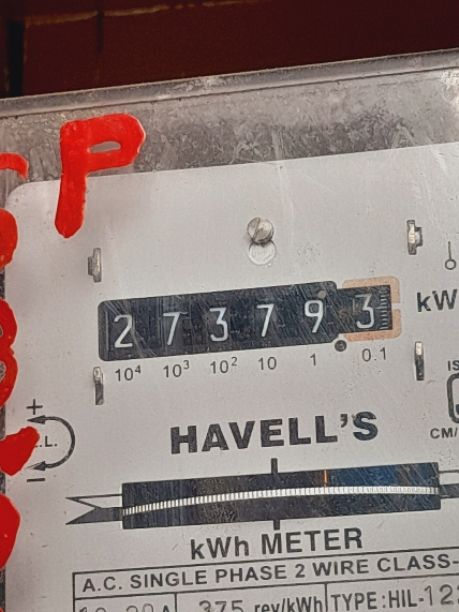 P
kW
2 7 3 7 9 3
10⁴ 10³ 10² 10 1 0.1
+
HAVELL'S
CM/
−
kWh METER
A.C. SINGLE PHASE 2 WIRE CLASS-
375 rev/kWh TYPE: HIL-12